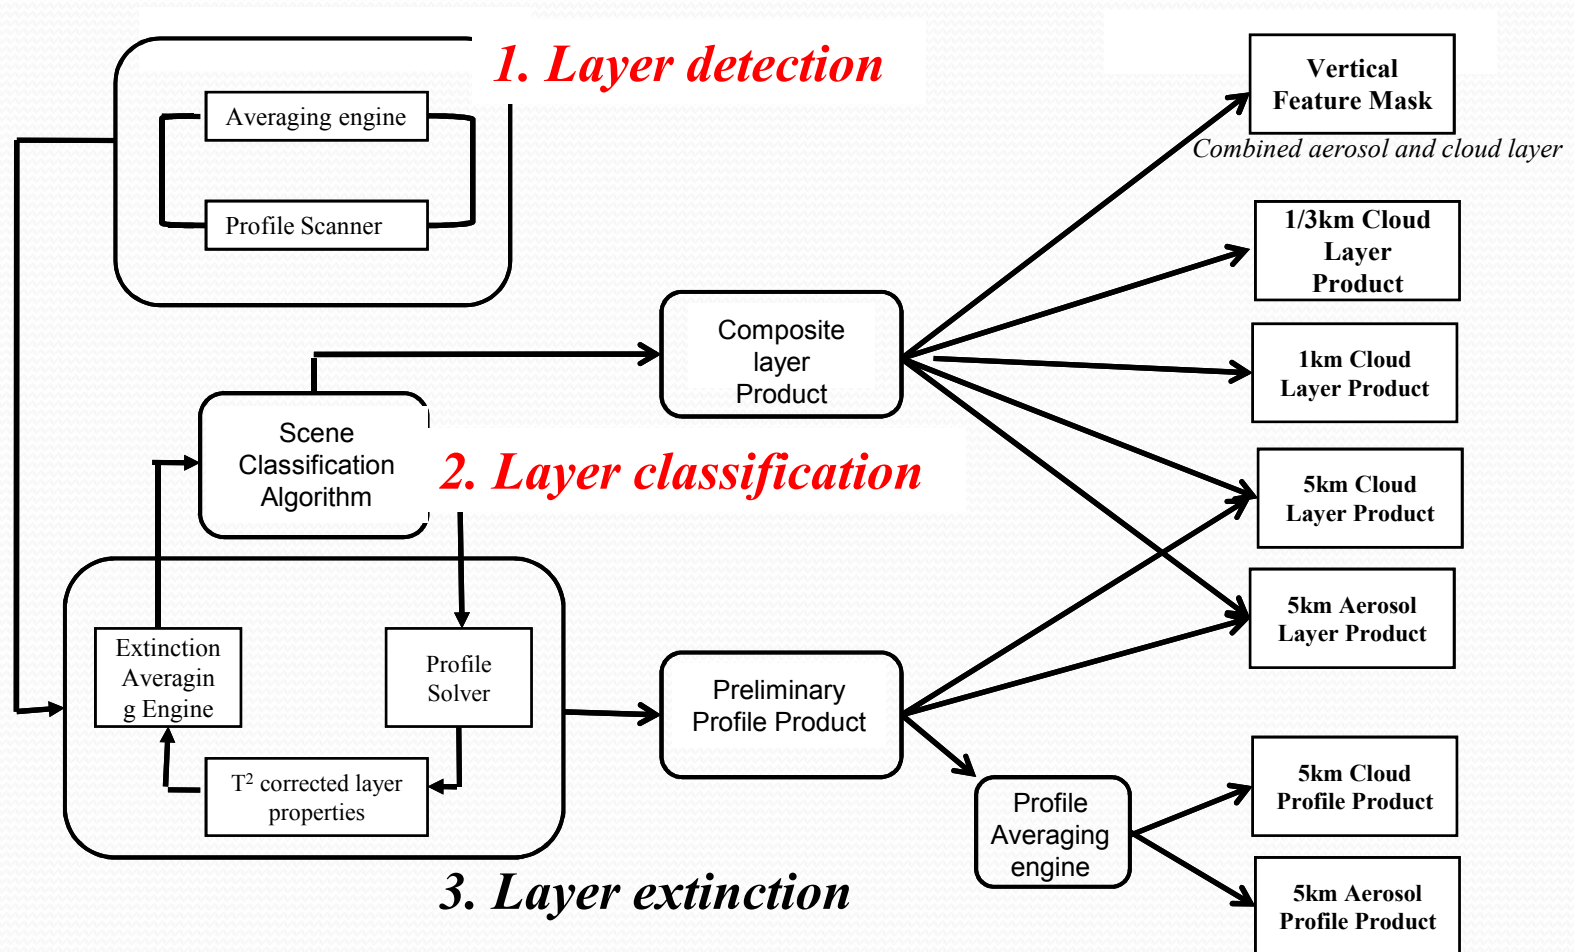 1. Layer detection
Averaging engine
Profile Scanner
Vertical
Feature Mask
Combined aerosol and cloud layer
1/3km Cloud
Layer
Product
Composite
layer
Product
1km Cloud
Layer Product
Scene
Classification
Algorithm
2. Layer classification
5km Cloud
Layer Product
5km Aerosol
Layer Product
Extinction
Averagin
g Engine
Profile
Solver
T² corrected layer
properties
Preliminary
Profile Product
Profile
Averaging
engine
5km Cloud
Profile Product
5km Aerosol
Profile Product
3. Layer extinction